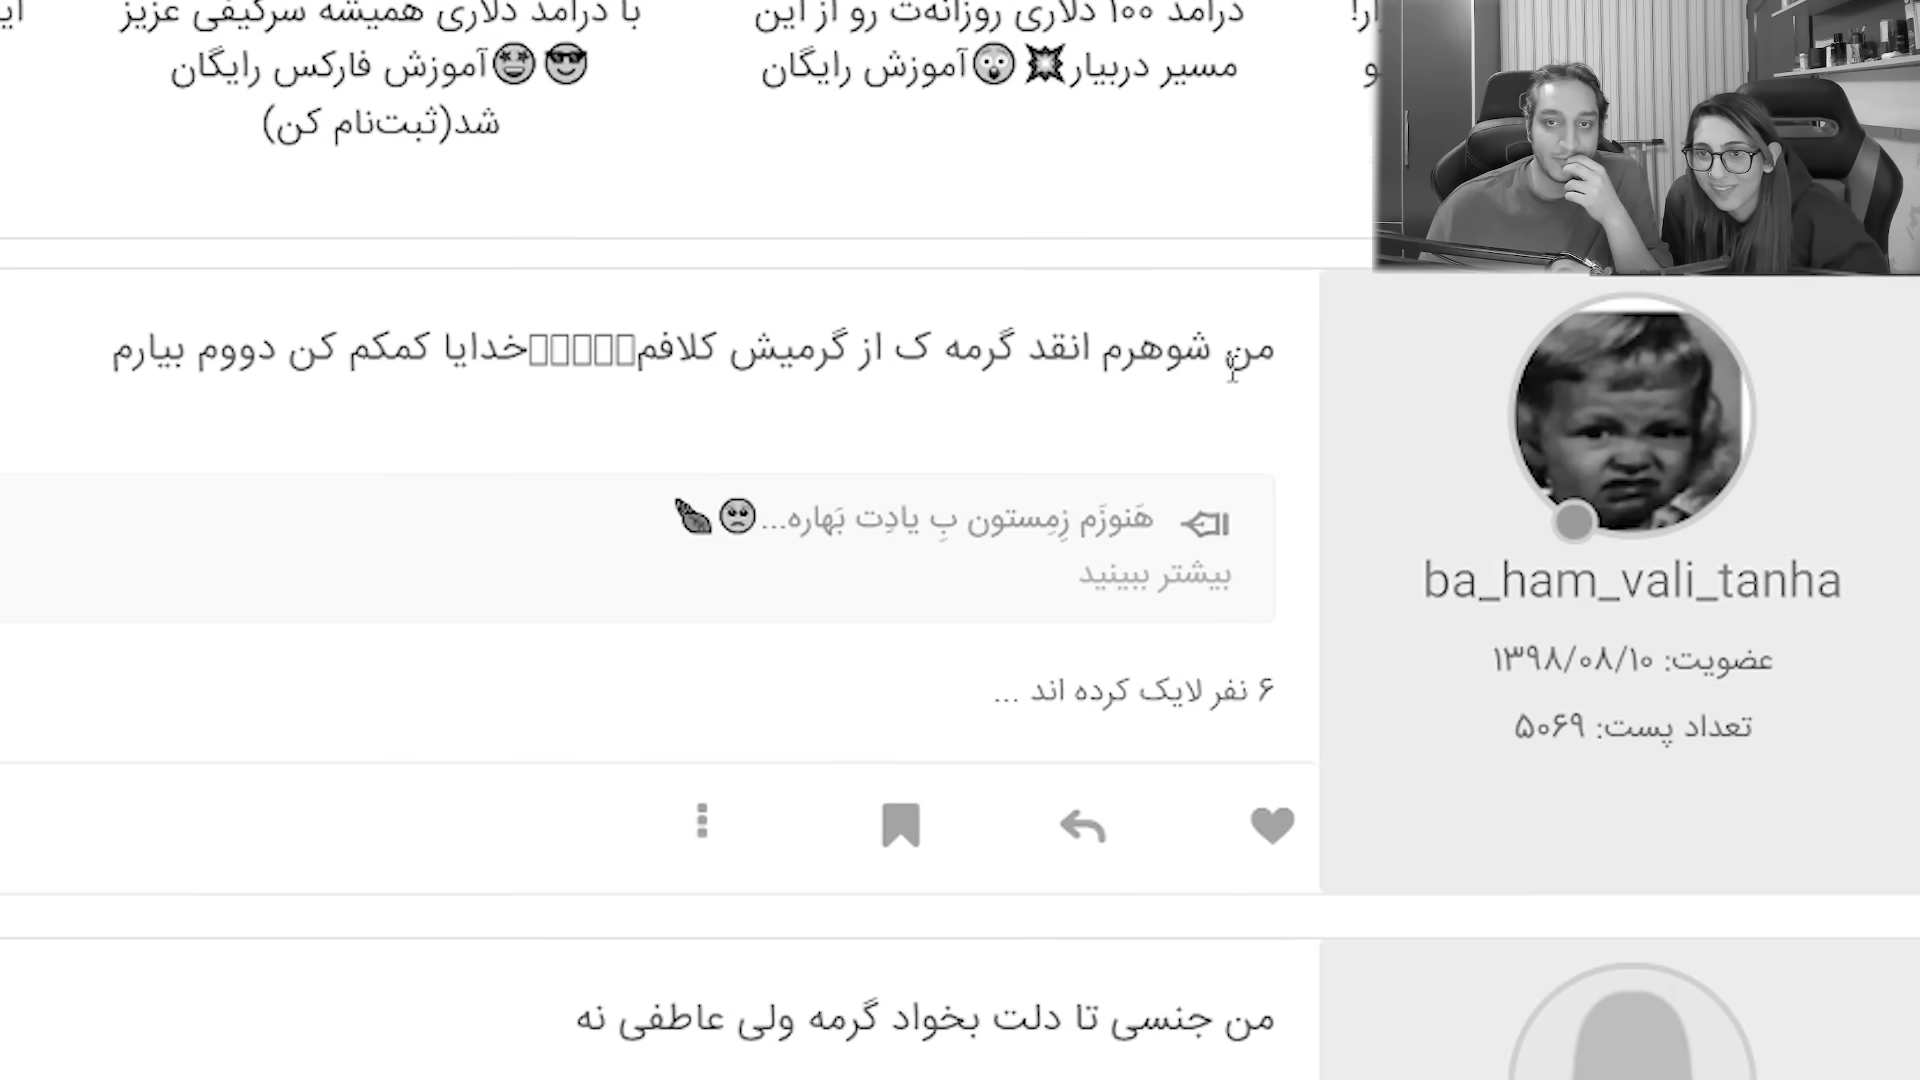 درآمد ۱۰۰ دلاری روزانه‌ت رو از این
مسیر دربیار💥😲آموزش رایگان
با درآمد دلاری همیشه سرکیفی عزیز
😎🤩آموزش فارکس رایگان
شد(ثبت‌نام کن)
من شوهرم انقد گرمه ک از گرمیش کلافم▯▯▯▯▯خدایا کمکم کن دووم بیارم
هَنوزَم زِمِستون بِ یادِت بَهاره...🥺🍃
بیشتر ببینید
۶ نفر لایک کرده اند ...
ba_ham_vali_tanha
عضویت: ۱۳۹۸/۰۸/۱۰
تعداد پست: ۵۰۶۹
من جنسی تا دلت بخواد گرمه ولی عاطفی نه